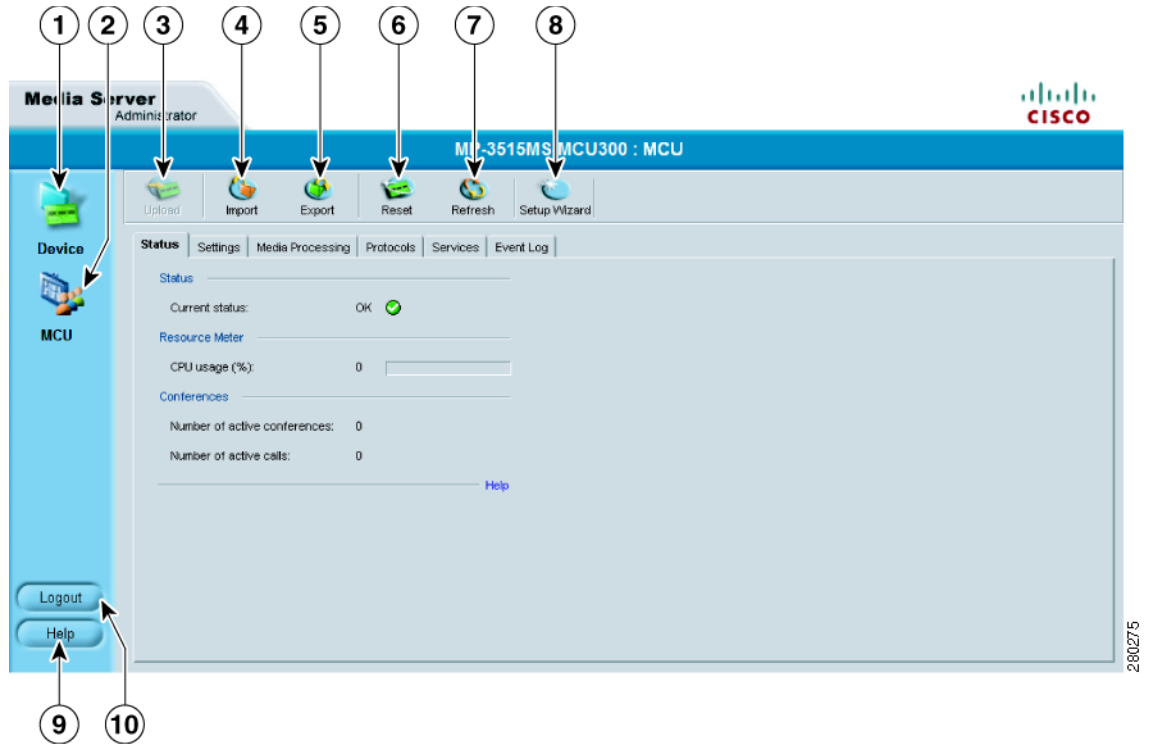 1 2 3 4 5 6 7 8
Media Server
Administrator
CISCO
MP-3515MS/MCU300 : MCU
Upload Import Export Reset Refresh Setup Wizard
Device
MCU
Status Settings Media Processing Protocols Services Event Log
Status
Current status: OK
Resource Meter
CPU usage (%): 0
Conferences
Number of active conferences: 0
Number of active calls: 0
Help
Logout
Help
280275
9 10